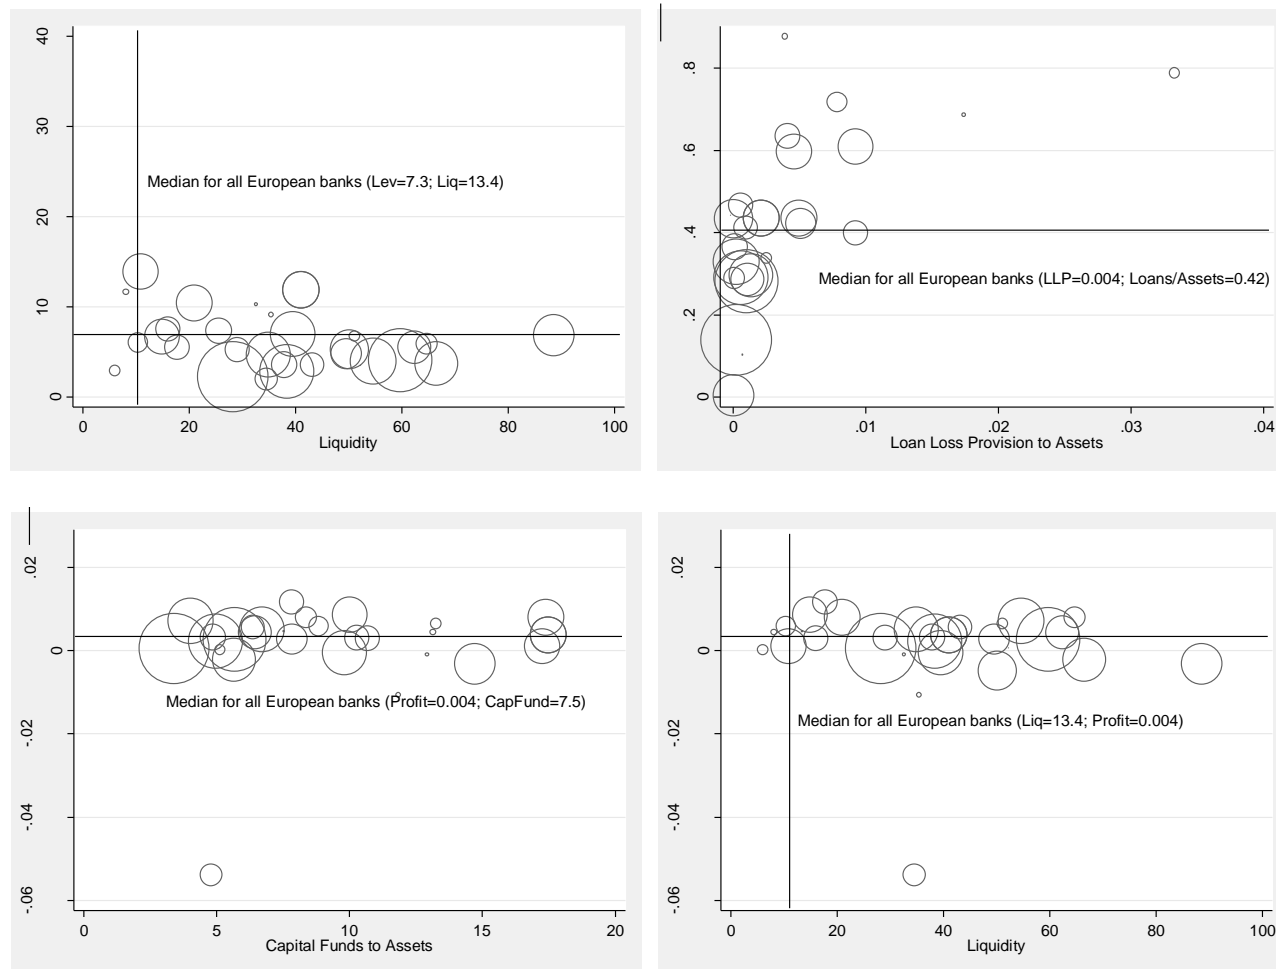 40
30
20
10
0
Median for all European banks (Lev=7.3; Liq=13.4)
0 20 40 60 80 100
Liquidity
.8
.6
.4
.2
0
Median for all European banks (LLP=0.004; Loans/Assets=0.42)
0 .01 .02 .03 .04
Loan Loss Provision to Assets
.02
0
-.02
-.04
-.06
Median for all European banks (Profit=0.004; CapFund=7.5)
0 5 10 15 20
Capital Funds to Assets
.02
0
-.02
-.04
-.06
Median for all European banks (Liq=13.4; Profit=0.004)
0 20 40 60 80 100
Liquidity